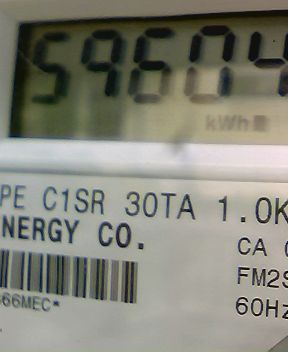 59604
kWh
PE C1SR 30TA 1.0K
NERGY CO.
CA
FM2S
66MEC*
60Hz